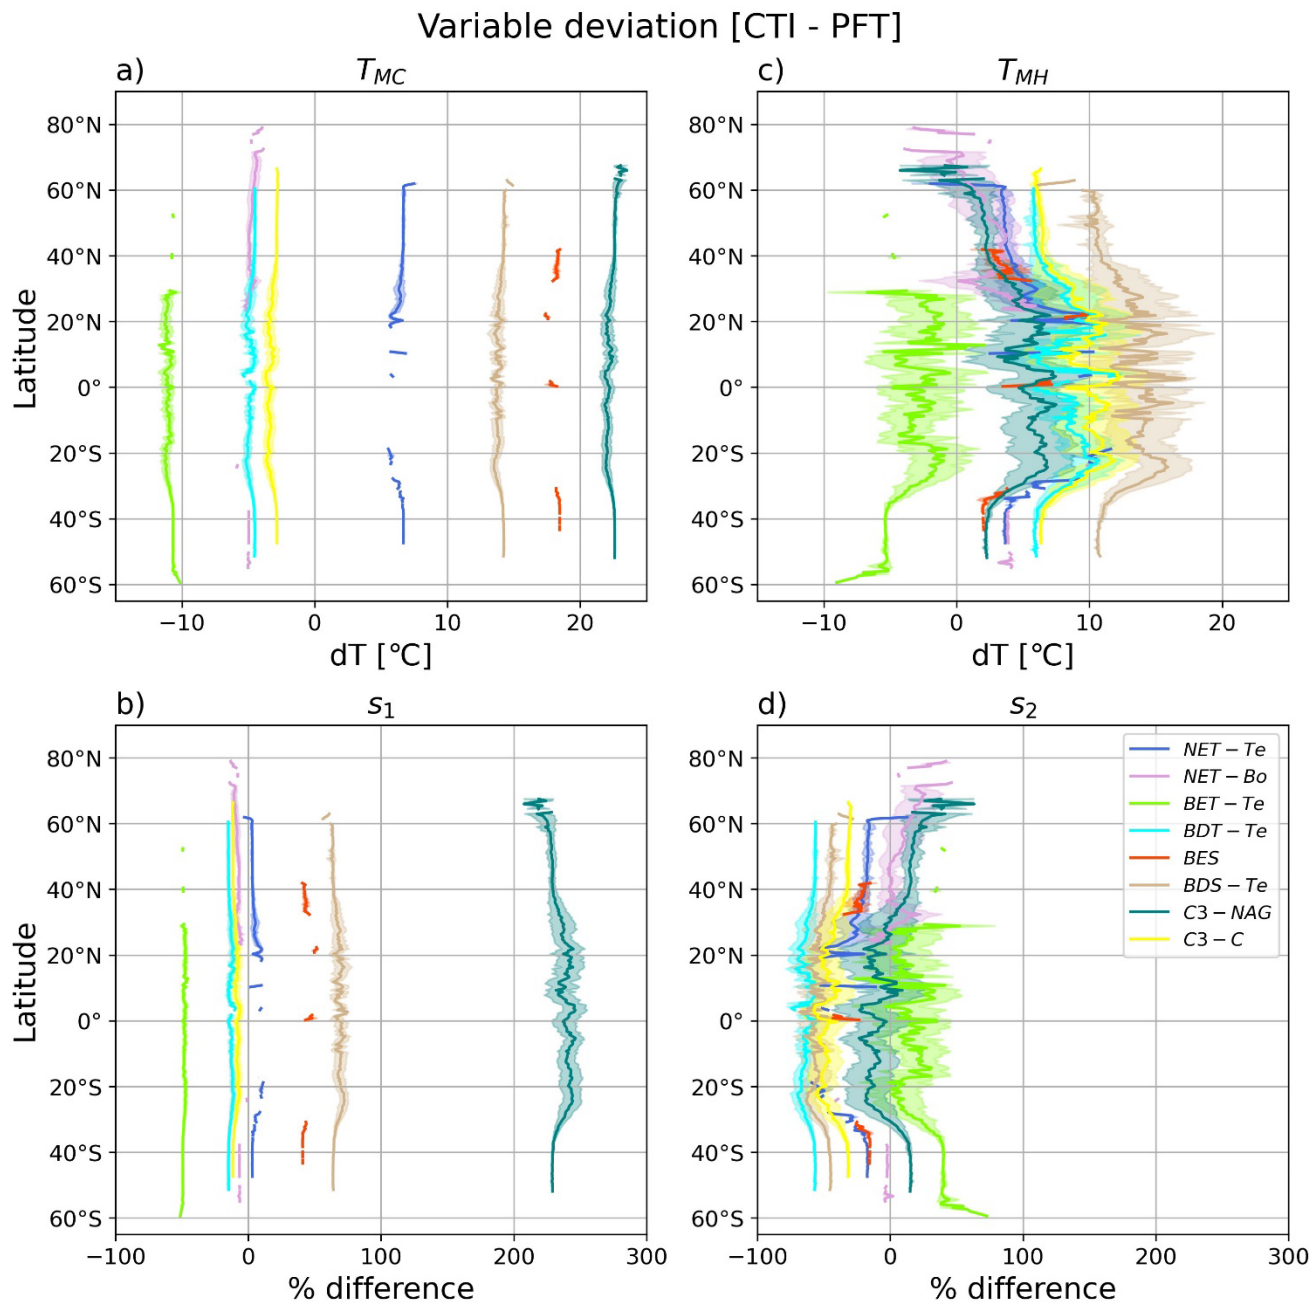 Variable deviation [CTI - PFT]
a) T_MC
80°N
60°N
40°N
20°N
0°
20°S
40°S
60°S
Latitude
−10 0 10 20
dT [°C]
c) T_MH
80°N
60°N
40°N
20°N
0°
20°S
40°S
60°S
−10 0 10 20
dT [°C]
b) s_1
80°N
60°N
40°N
20°N
0°
20°S
40°S
60°S
Latitude
−100 0 100 200 300
% difference
d) s_2
80°N
60°N
40°N
20°N
0°
20°S
40°S
60°S
−100 0 100 200 300
% difference
NET − Te
NET − Bo
BET − Te
BDT − Te
BES
BDS − Te
C3 − NAG
C3 − C